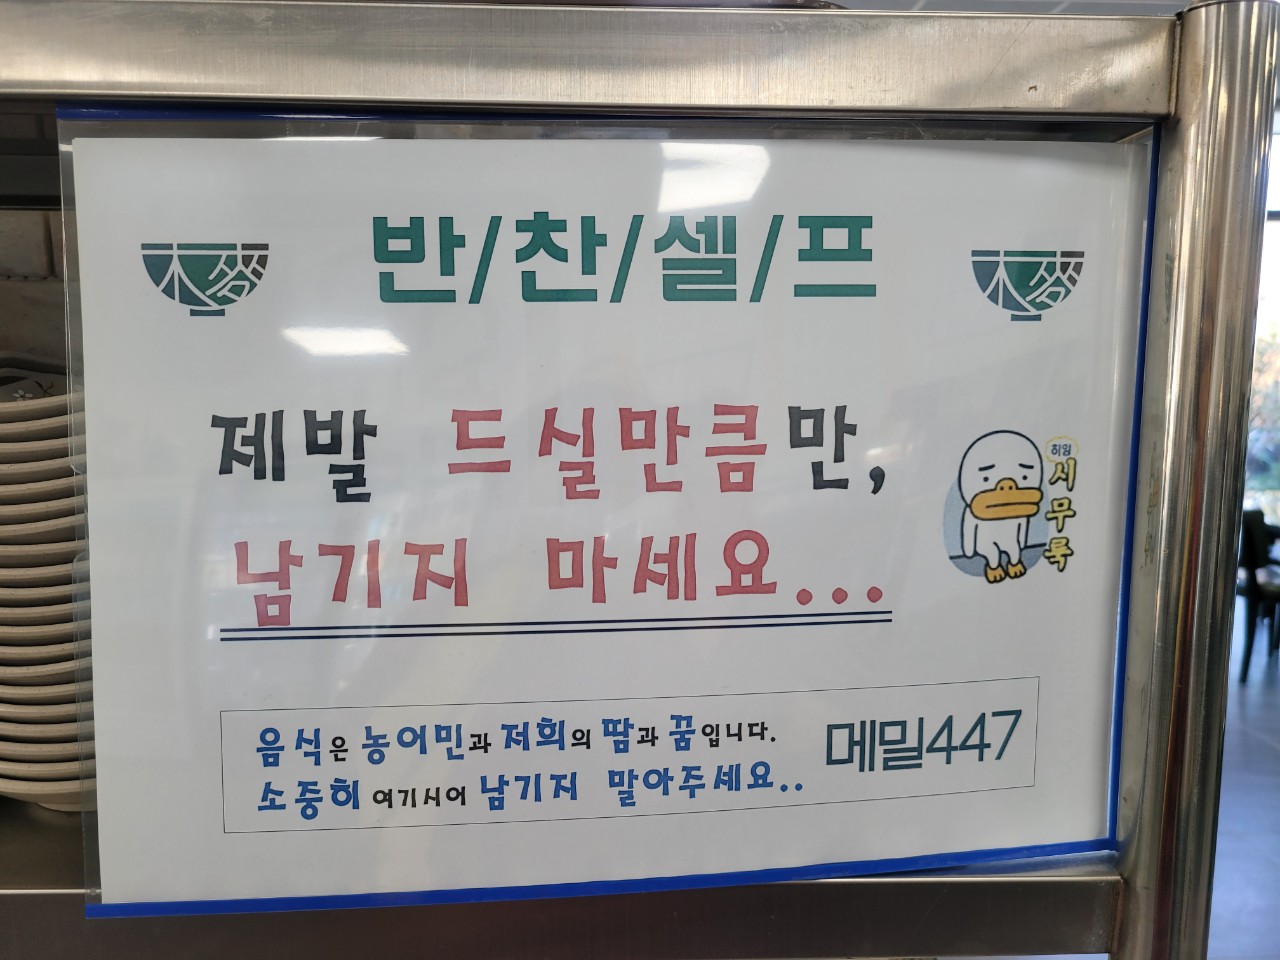 반/찬/셀/프
제발 드실만큼만,
남기지 마세요...
히잉
시무룩
음식은 농어민과 저희의 땀과 꿈입니다.
소중히 여기시어 남기지 말아주세요..
메밀447